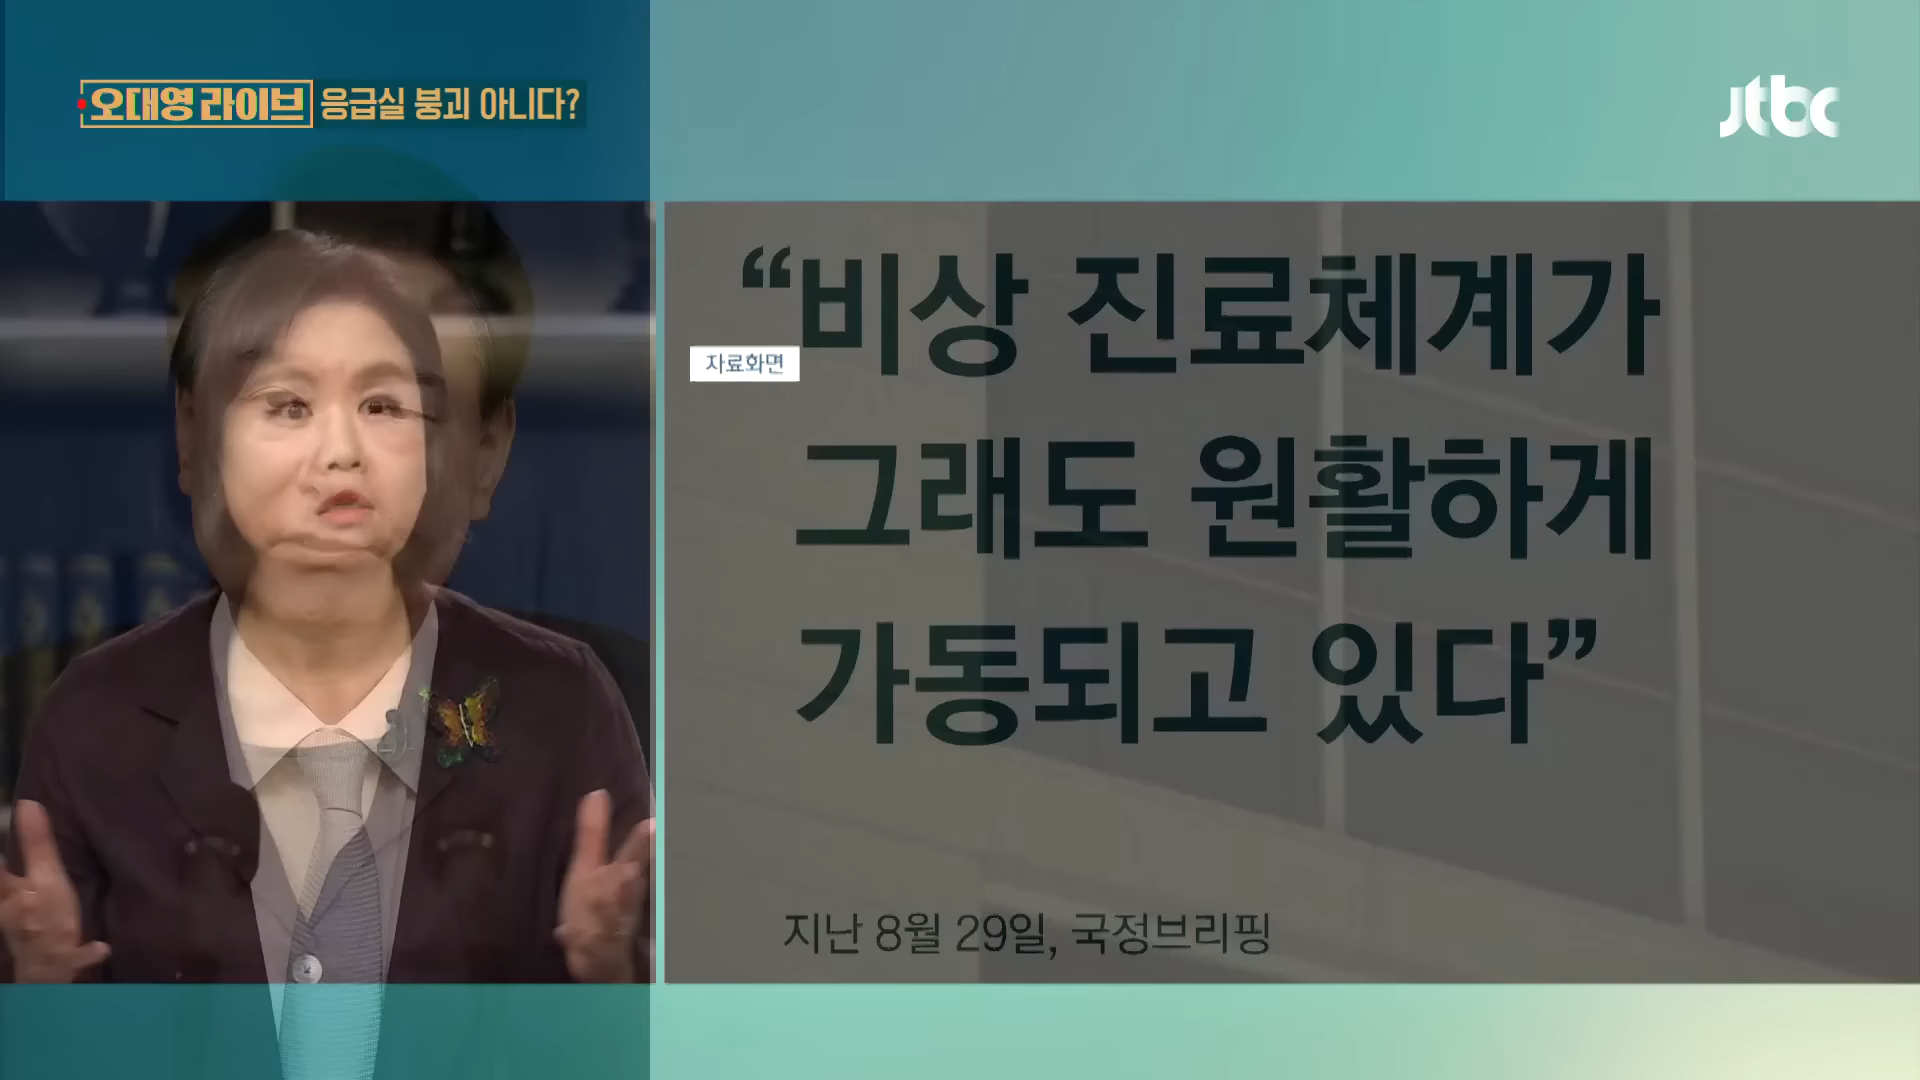 오대영 라이브 응급실 붕괴 아니다?
jtbc
“비상 진료체계가
자료화면
그래도 원활하게
가동되고 있다”
지난 8월 29일, 국정브리핑